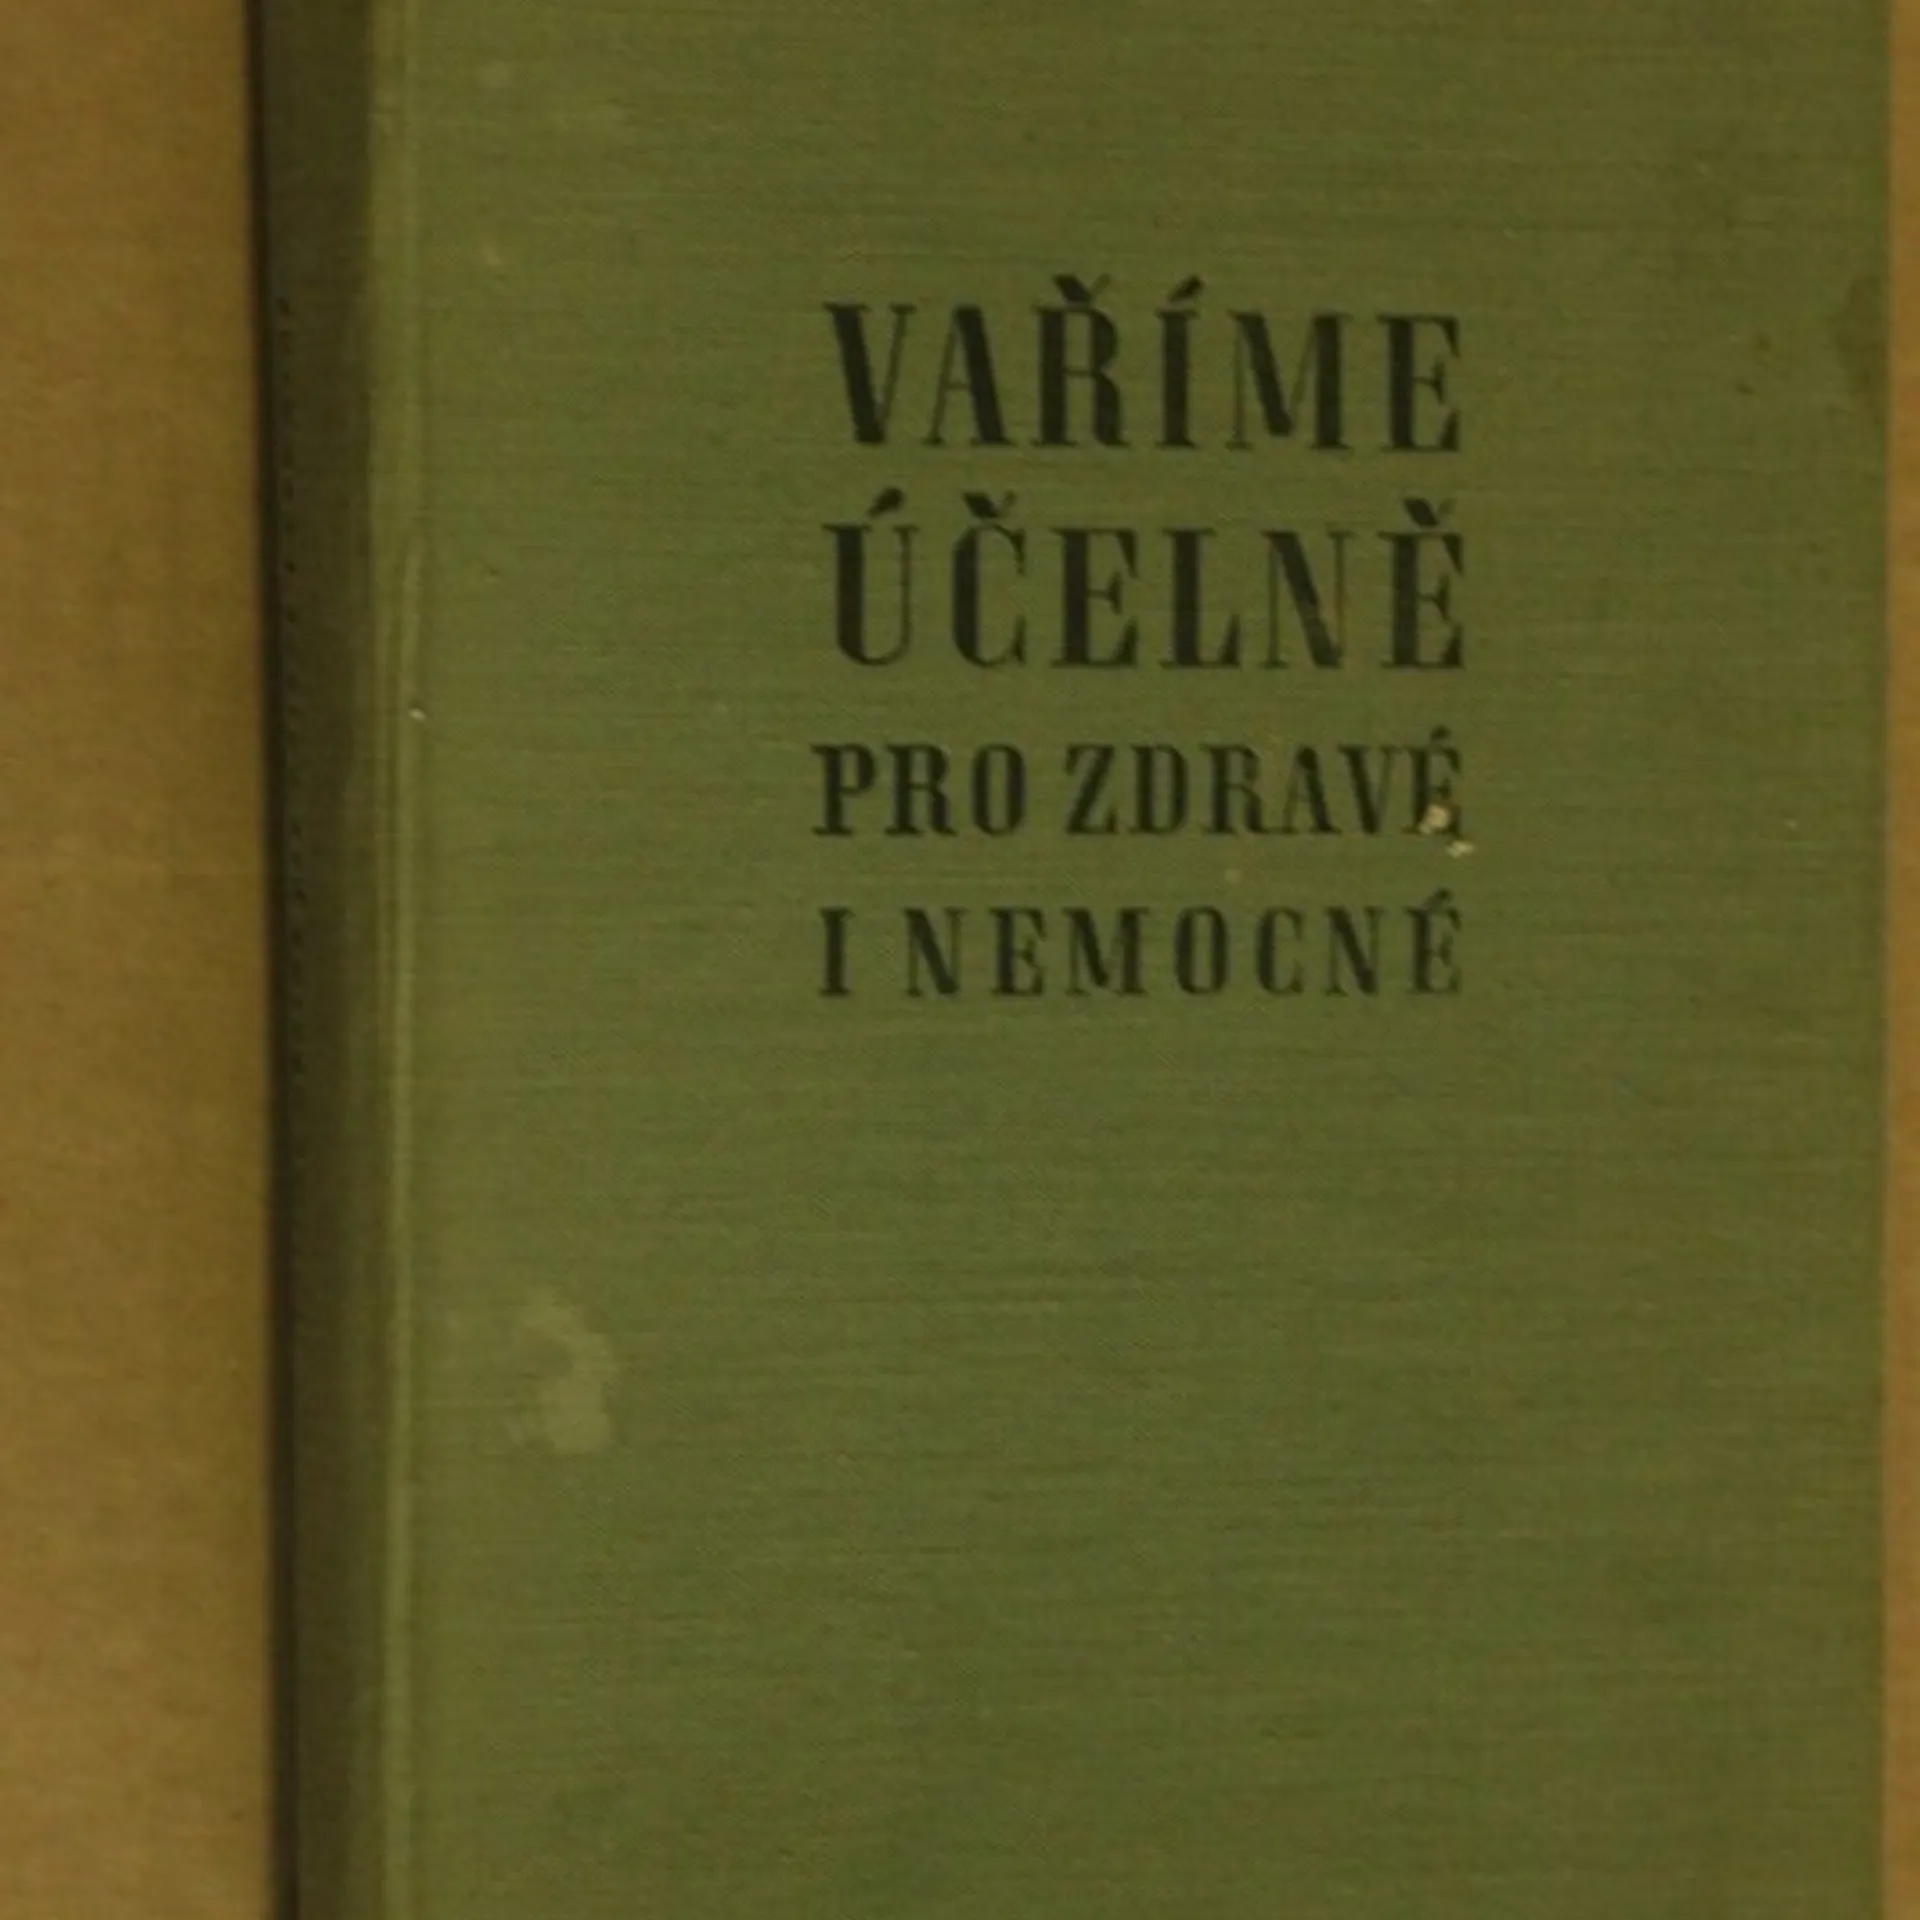 VAŘÍME
ÚČELNĚ
PRO ZDRAVÉ
I NEMOCNÉ